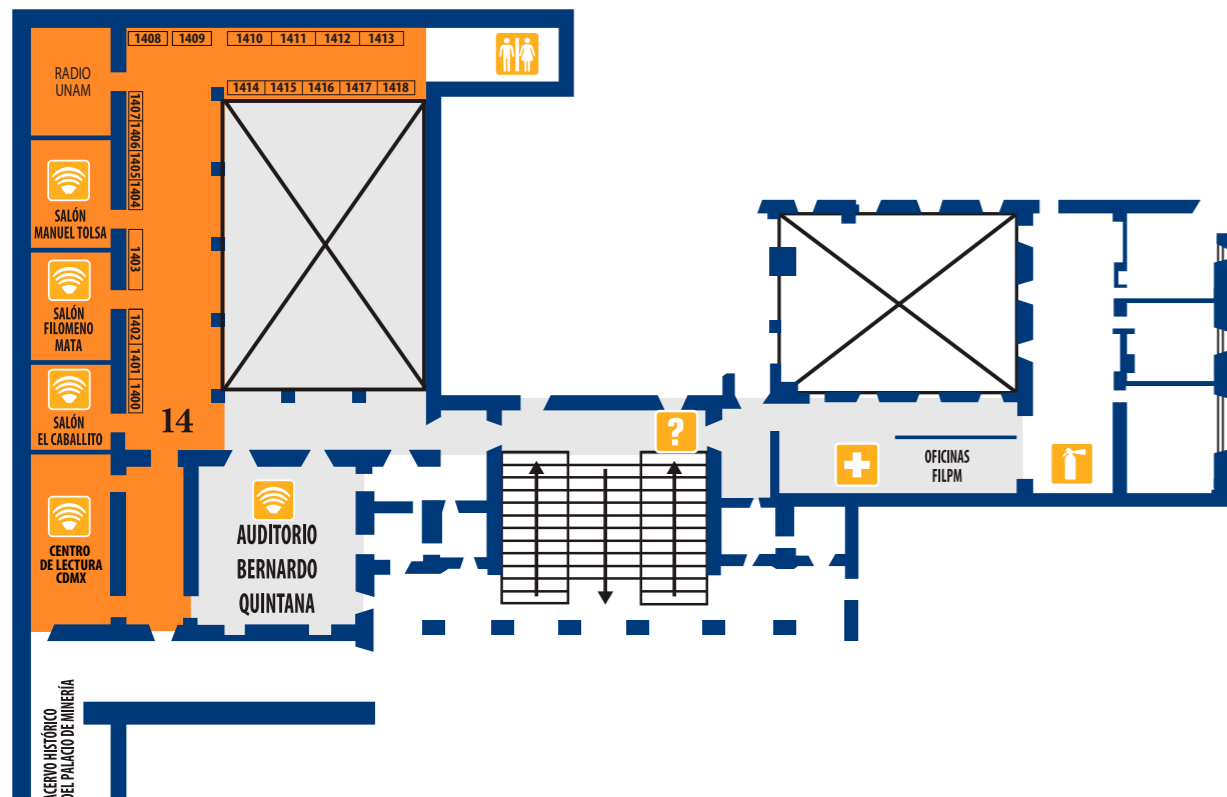 1408 1409 1410 1411 1412 1413
RADIO
UNAM
1414 1415 1416 1417 1418
1407
1406
1405
1404
SALÓN
MANUEL TOLSA
1403
SALÓN
FILOMENO
MATA
1402
1401
1400
SALÓN
EL CABALLITO
14
?
OFICINAS
FILPM
CENTRO
DE LECTURA
CDMX
AUDITORIO
BERNARDO
QUINTANA
ACERVO HISTÓRICO
DEL PALACIO DE MINERÍA